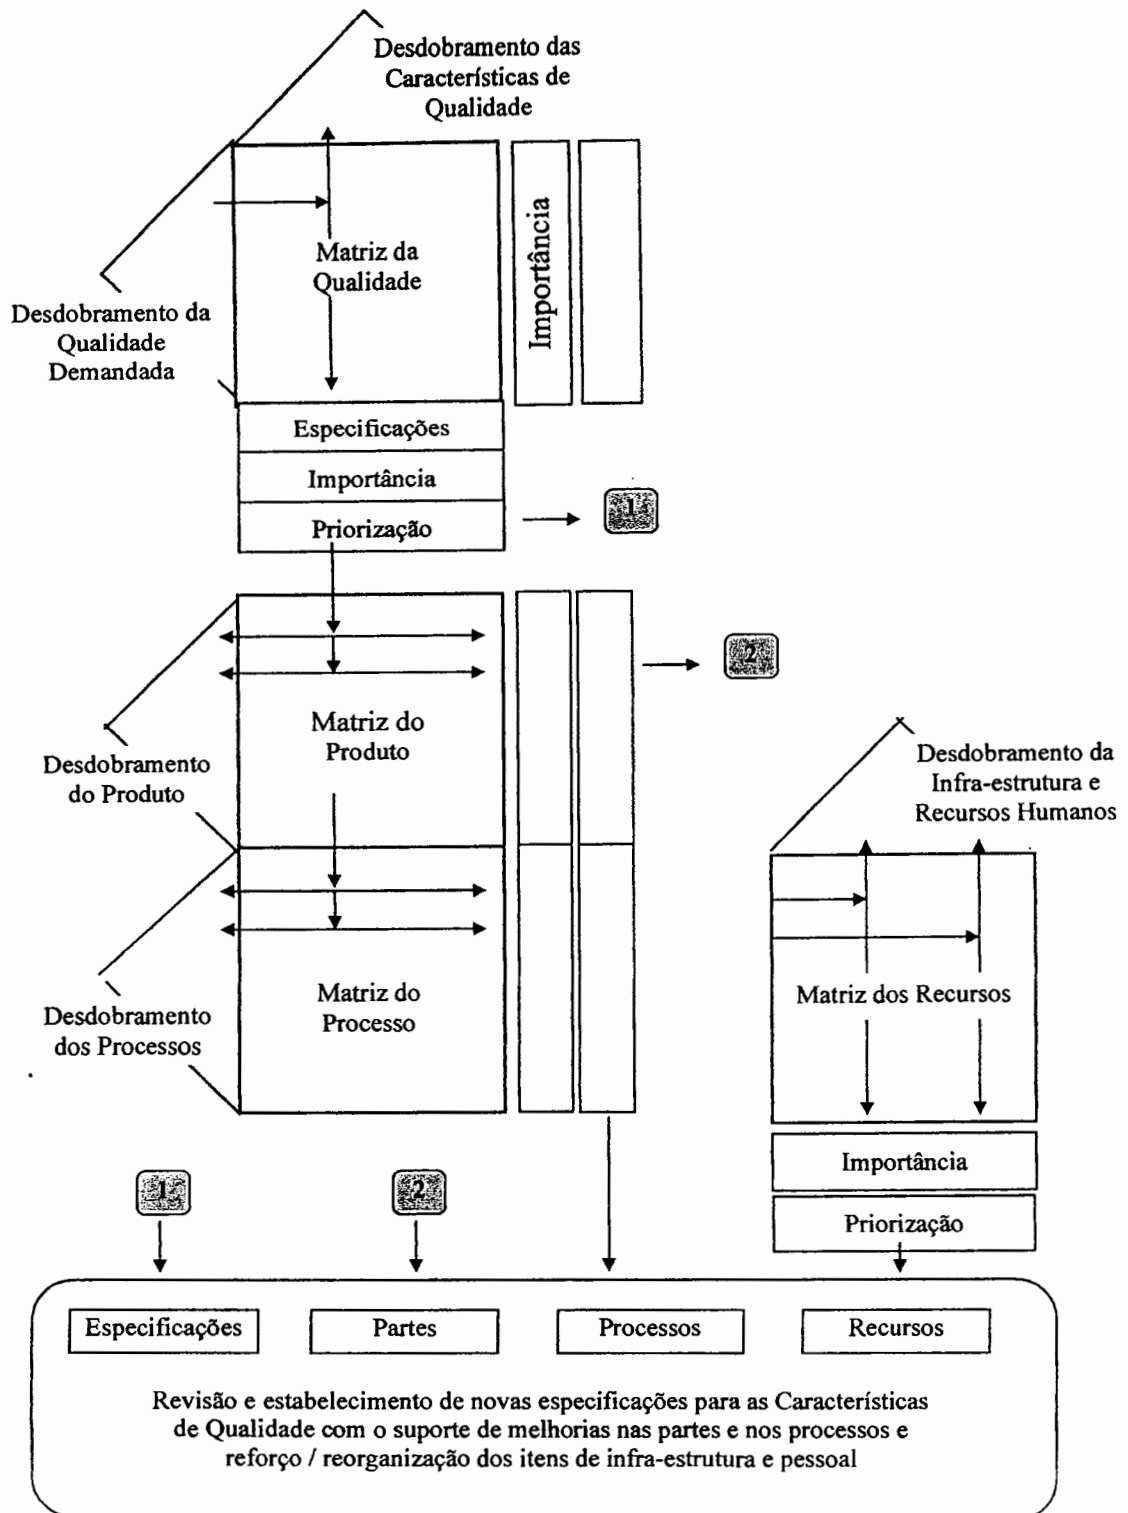 Desdobramento das
Características de
Qualidade
Matriz da
Qualidade
Importância
Desdobramento da
Qualidade
Demandada
Especificações
Importância
Priorização
1
2
Matriz do
Produto
Desdobramento
do Produto
Desdobramento da
Infra-estrutura e
Recursos Humanos
Matriz do
Processo
Desdobramento
dos Processos
Matriz dos Recursos
Importância
Priorização
1
2
Especificações
Partes
Processos
Recursos
Revisão e estabelecimento de novas especificações para as Características
de Qualidade com o suporte de melhorias nas partes e nos processos e
reforço / reorganização dos itens de infra-estrutura e pessoal